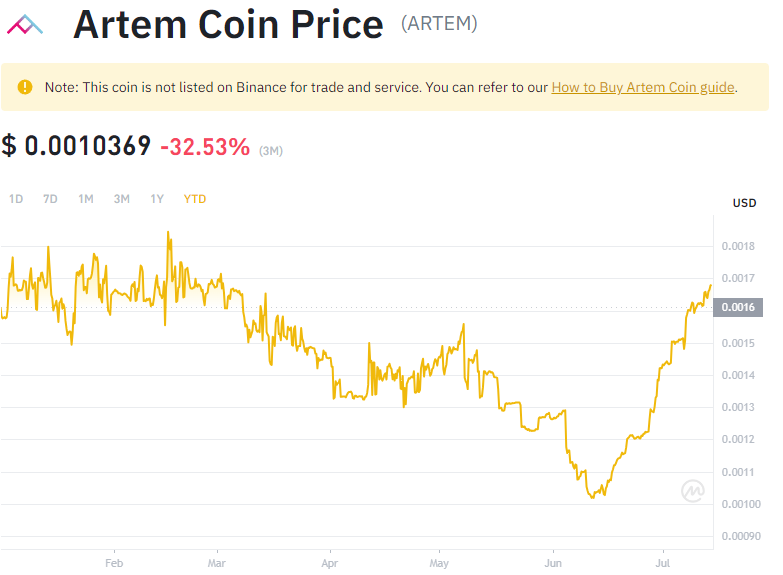 Artem Coin Price (ARTEM)
Note: This coin is not listed on Binance for trade and service. You can refer to our How to Buy Artem Coin guide.
$ 0.0010369 -32.53% (3M)
1D 7D 1M 3M 1Y YTD
USD
0.0018
0.0017
0.0016
0.0015
0.0014
0.0013
0.0012
0.0011
0.00100
0.00090
Feb Mar Apr May Jun Jul